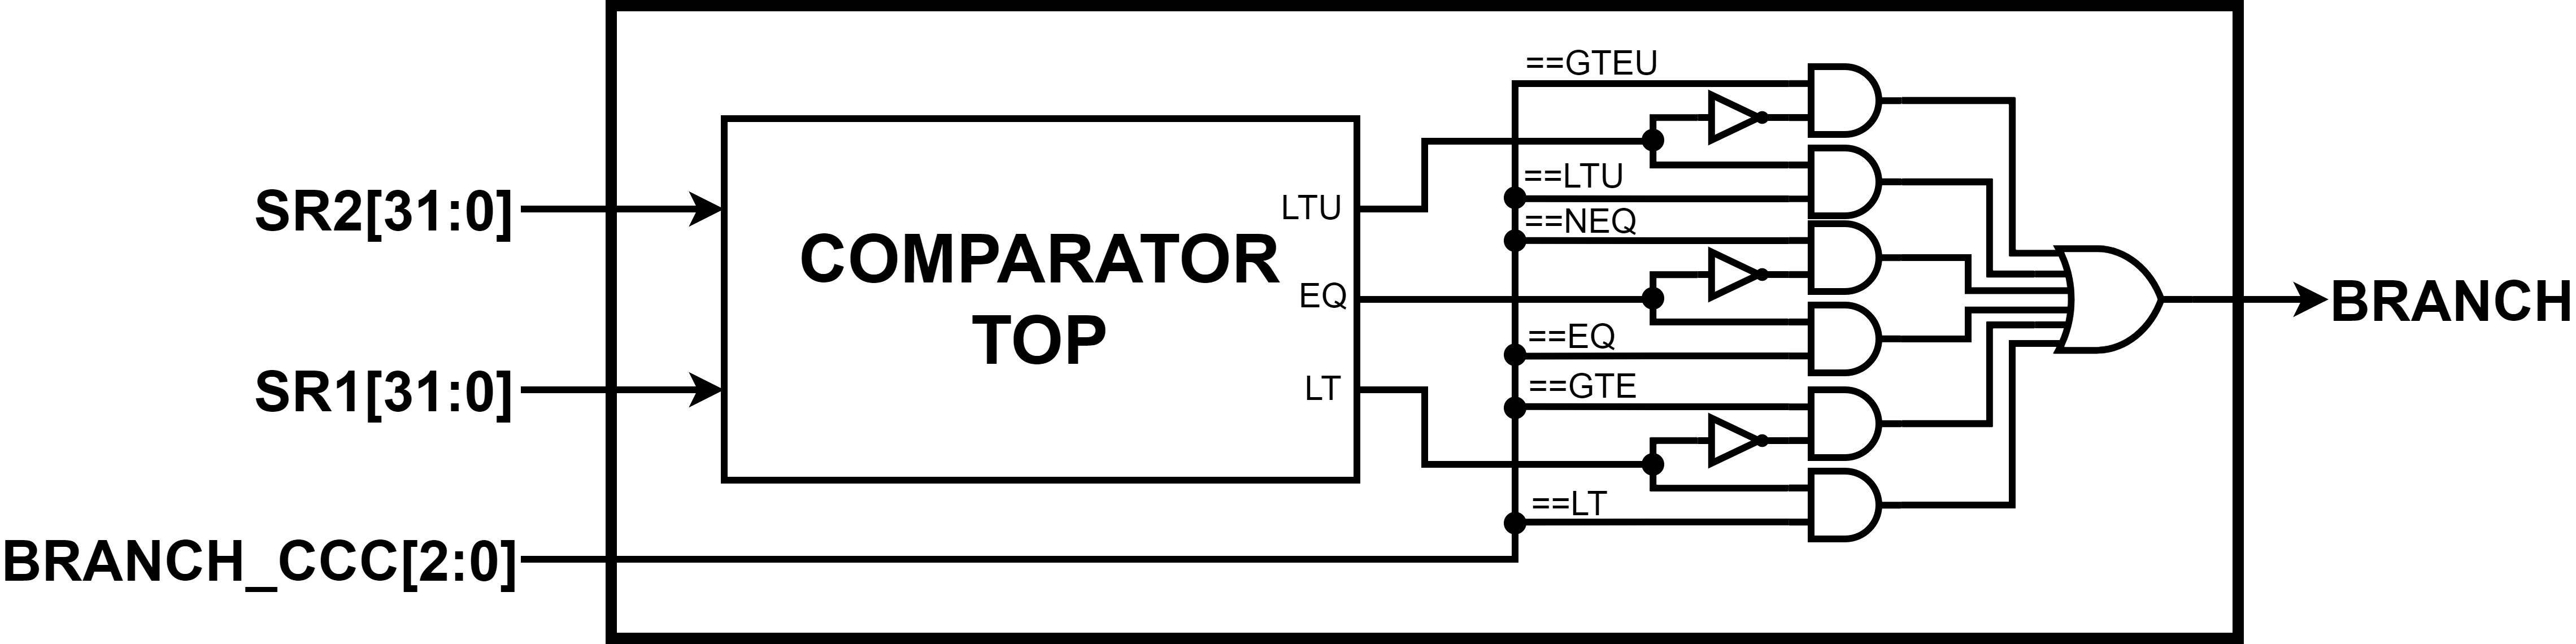 ==GTEU
==LTU
SR2[31:0]
LTU
==NEQ
COMPARATOR
TOP
EQ
BRANCH
==EQ
SR1[31:0]
LT
==GTE
==LT
BRANCH_CCC[2:0]